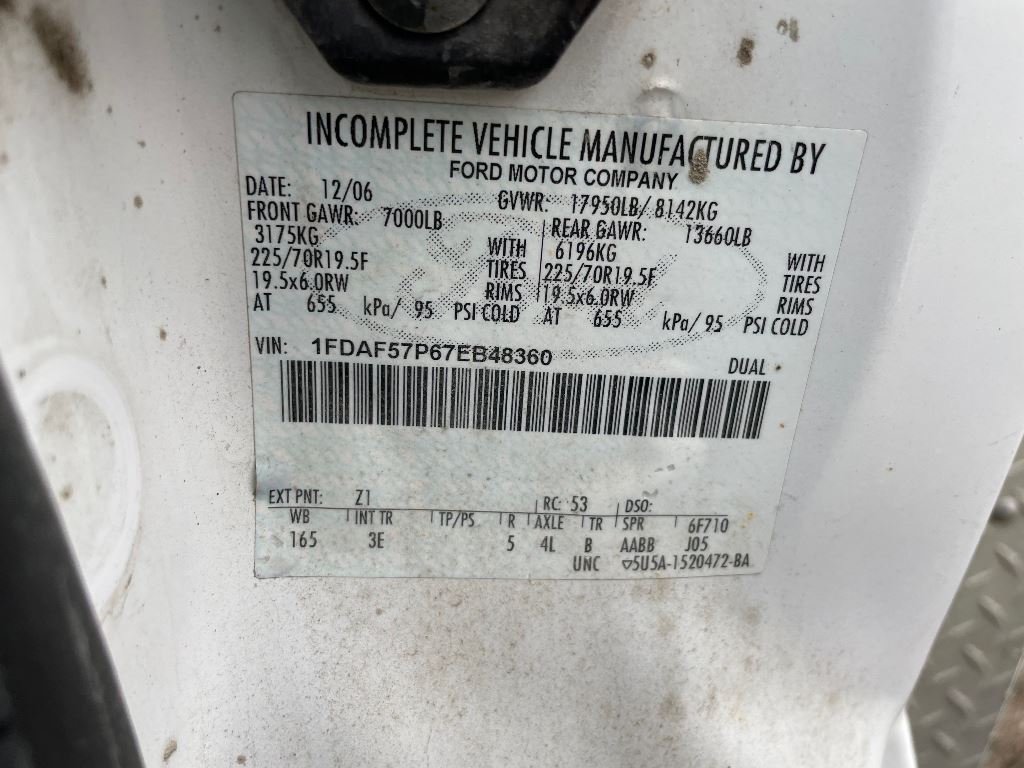 INCOMPLETE VEHICLE MANUFACTURED BY
FORD MOTOR COMPANY
DATE: 12/06 GVWR: 17950LB/ 8142KG
FRONT GAWR: 7000LB REAR GAWR: 13660LB
3175KG WITH 6196KG WITH
225/70R19.5F TIRES 225/70R19.5F TIRES
19.5x6.0RW RIMS 19.5x6.0RW RIMS
AT 655 kPa/ 95 PSI COLD AT 655 kPa/ 95 PSI COLD
VIN: 1FDAF57P67EB48360
DUAL
EXT PNT: Z1 RC: 53 DSO:
WB INT TR TP/PS R AXLE TR SPR 6F710
165 3E 5 4L B AABB J05
UNC ▽5U5A-1520472-BA